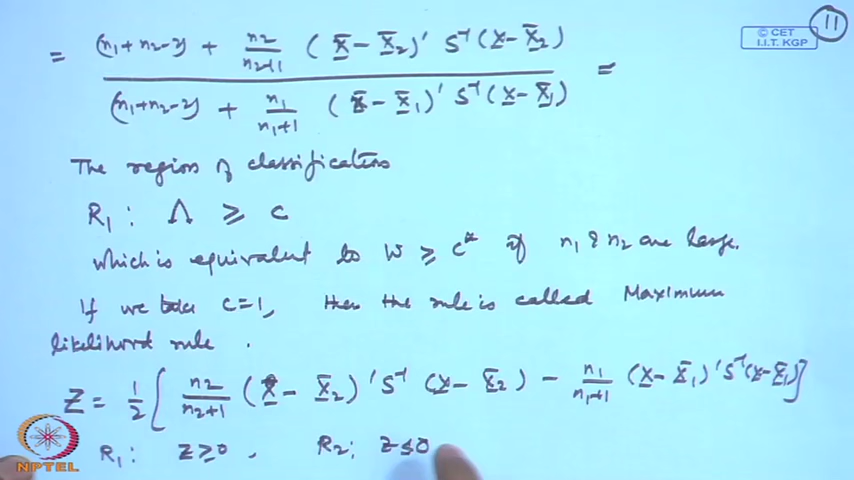 11
© CET
I.I.T. KGP
= (n₁+n₂-2) + n₂/(n₂+1) (x̄ - x̄₂)' S⁻¹ (x - x̄₂)
/ (n₁+n₂-2) + n₁/(n₁+1) (x̄ - x̄₁)' S⁻¹ (x - x̄₁) =
The region of classification
R₁ : Λ ≥ c
which is equivalent to W ≥ c* if n₁ & n₂ are large.
If we take c=1, then the rule is called Maximum
likelihood rule .
Z = 1/2 [ n₂/(n₂+1) (x - x̄₂)' S⁻¹ (x - x̄₂) - n₁/(n₁+1) (x - x̄₁)' S⁻¹ (x - x̄₁) ]
R₁ : Z ≥ 0 , R₂ : Z ≤ 0
NPTEL